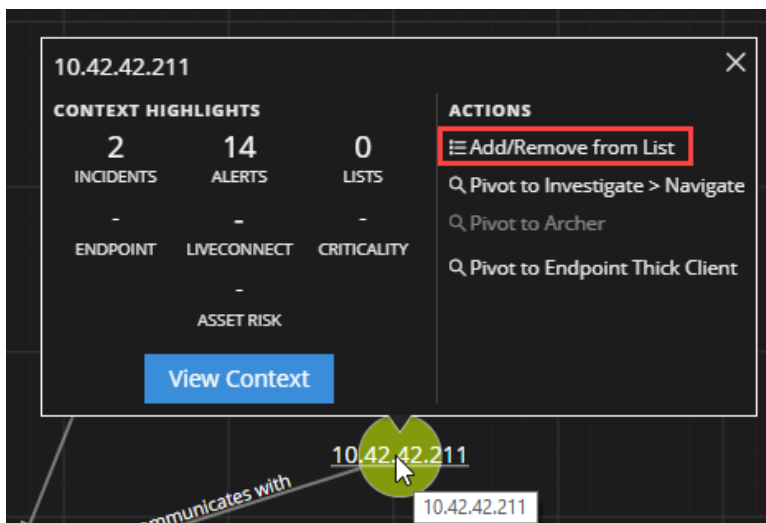 10.42.42.211
CONTEXT HIGHLIGHTS
2 14 0
INCIDENTS ALERTS LISTS
- - -
ENDPOINT LIVECONNECT CRITICALITY
-
ASSET RISK
View Context
ACTIONS
Add/Remove from List
Pivot to Investigate > Navigate
Pivot to Archer
Pivot to Endpoint Thick Client
10.42.42.211
communicates with
10.42.42.211